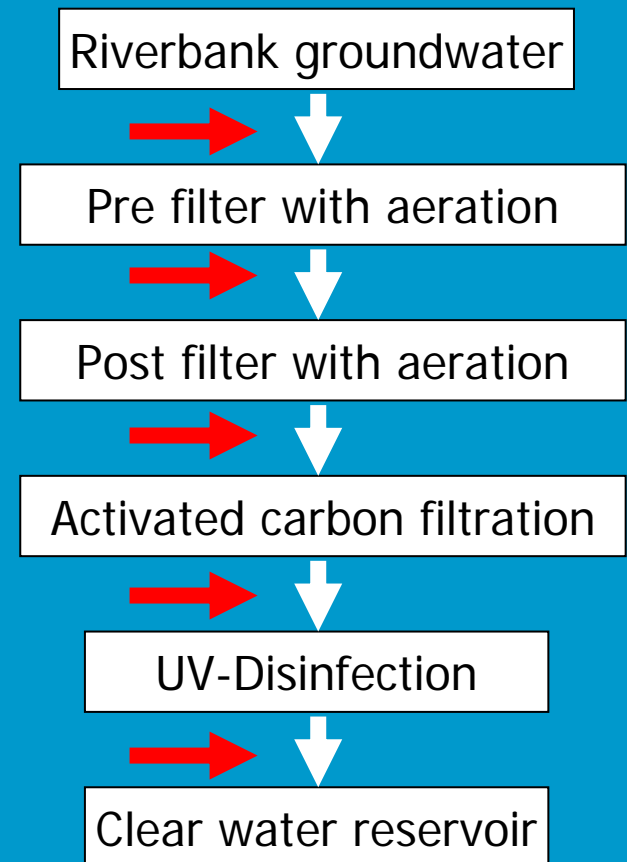 Riverbank groundwater
Pre filter with aeration
Post filter with aeration
Activated carbon filtration
UV-Disinfection
Clear water reservoir